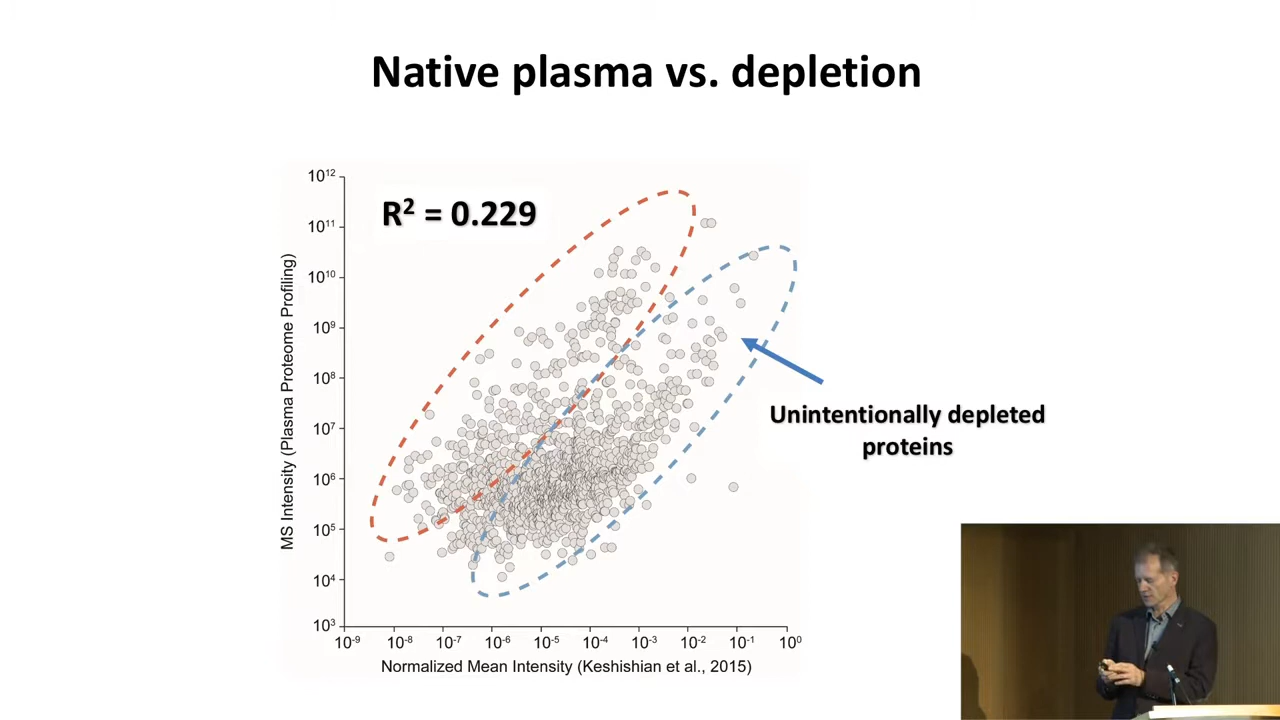 Native plasma vs. depletion
R² = 0.229
MS Intensity (Plasma Proteome Profiling)
10¹²
10¹¹
10¹⁰
10⁹
10⁸
10⁷
10⁶
10⁵
10⁴
10³
Unintentionally depleted
proteins
10⁻⁹ 10⁻⁸ 10⁻⁷ 10⁻⁶ 10⁻⁵ 10⁻⁴ 10⁻³ 10⁻² 10⁻¹ 10⁰
Normalized Mean Intensity (Keshishian et al., 2015)